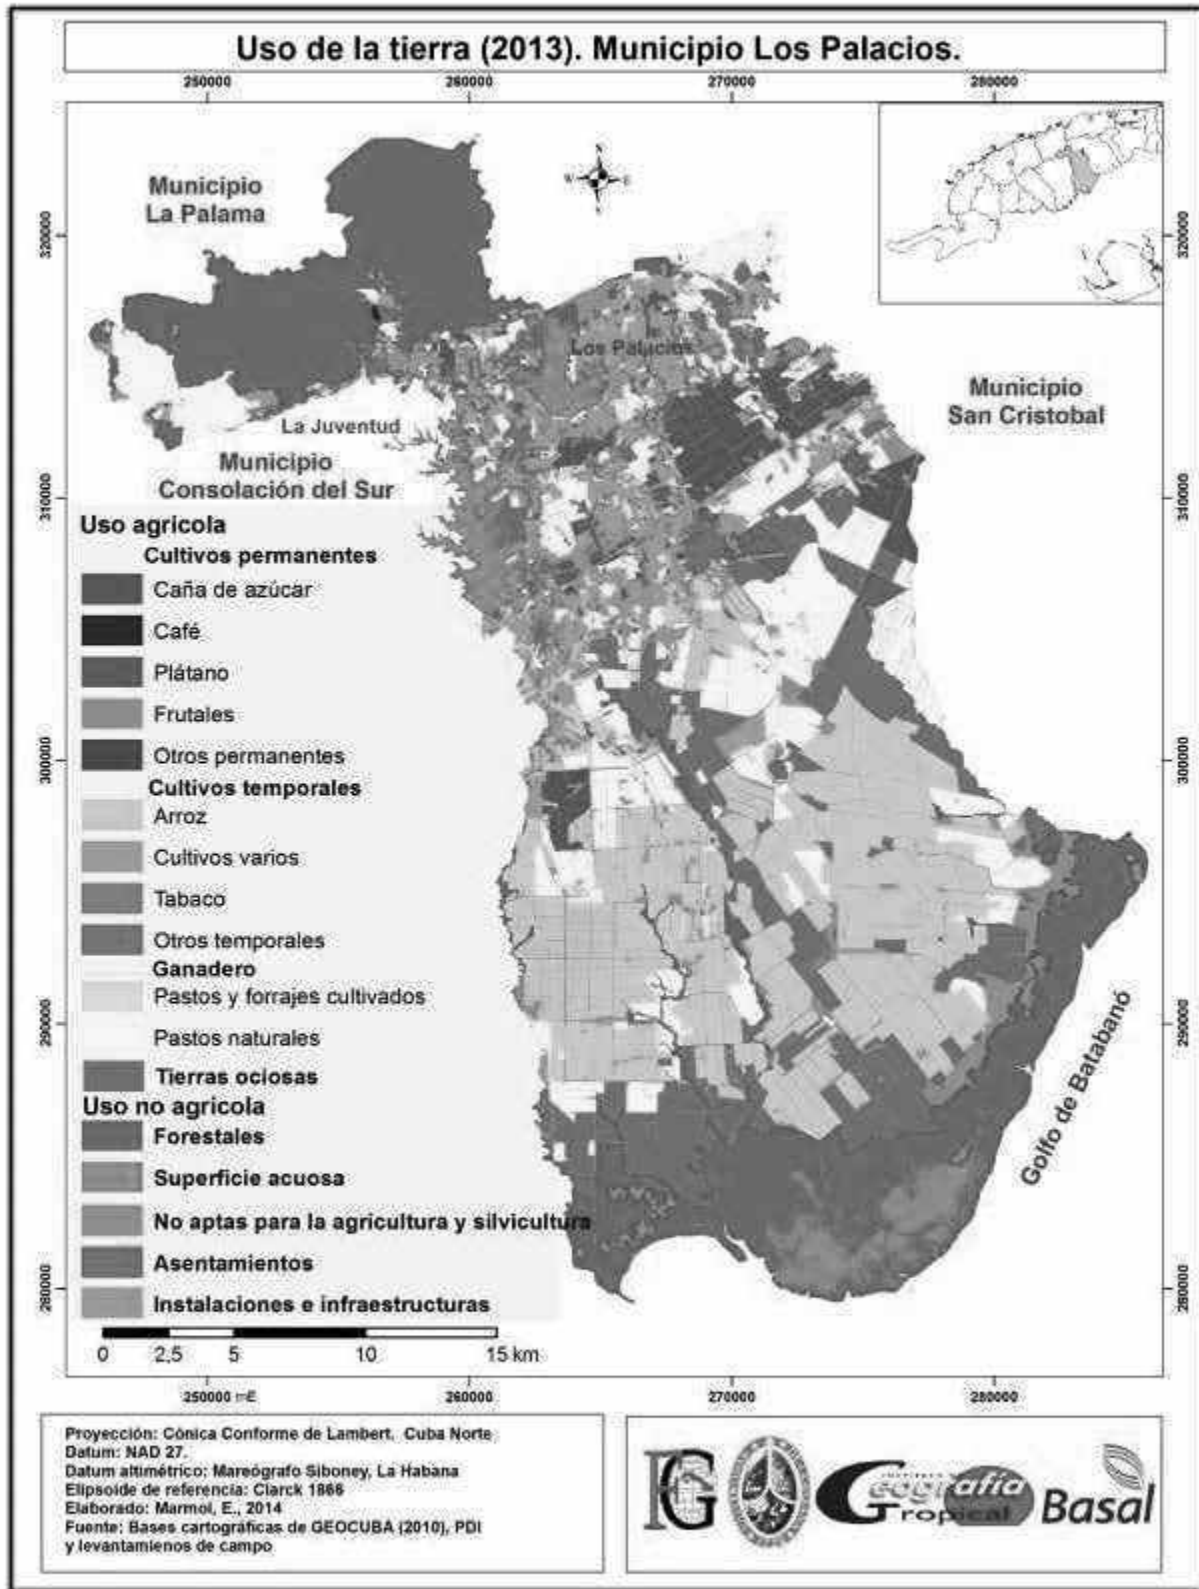 Uso de la tierra (2013). Municipio Los Palacios.
250000
260000
270000
280000
Municipio
La Palama
N
W
E
S
320000
320000
Los Palacios
Municipio
San Cristobal
La Juventud
Municipio
Consolación del Sur
310000
310000
Uso agricola
Cultivos permanentes
Caña de azúcar
Café
Plátano
Frutales
Otros permanentes
300000
300000
Cultivos temporales
Arroz
Cultivos varios
Tabaco
Otros temporales
Ganadero
Pastos y forrajes cultivados
290000
290000
Pastos naturales
Tierras ociosas
Golfo de Batabanó
Uso no agricola
Forestales
Superficie acuosa
No aptas para la agricultura y silvicultura
Asentamientos
280000
280000
Instalaciones e infraestructuras
0 2,5 5 10 15 km
250000 mE
260000
270000
280000
Proyección: Cónica Conforme de Lambert. Cuba Norte
Datum: NAD 27.
Datum altimétrico: Mareógrafo Siboney, La Habana
Elipsoide de referencia: Clarck 1866
Elaborado: Marmol, E., 2014
Fuente: Bases cartográficas de GEOCUBA (2010), PDI
y levantamienos de campo
FG
Geografía
Tropical
Basal